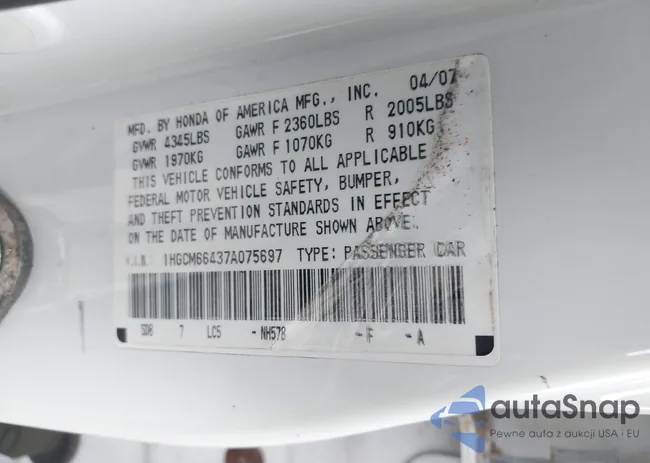 MFD. BY HONDA OF AMERICA MFG., INC. 04/07
GVWR 4345LBS GAWR F 2360LBS R 2005LBS
GVWR 1970KG GAWR F 1070KG R 910KG
THIS VEHICLE CONFORMS TO ALL APPLICABLE
FEDERAL MOTOR VEHICLE SAFETY, BUMPER,
AND THEFT PREVENTION STANDARDS IN EFFECT
ON THE DATE OF MANUFACTURE SHOWN ABOVE.
V.I.N. 1HGCM66437A075697 TYPE: PASSENGER CAR
SDB 7 LC5 -NH578 -F -A
autaSnap
Pewne auta z aukcji USA i EU